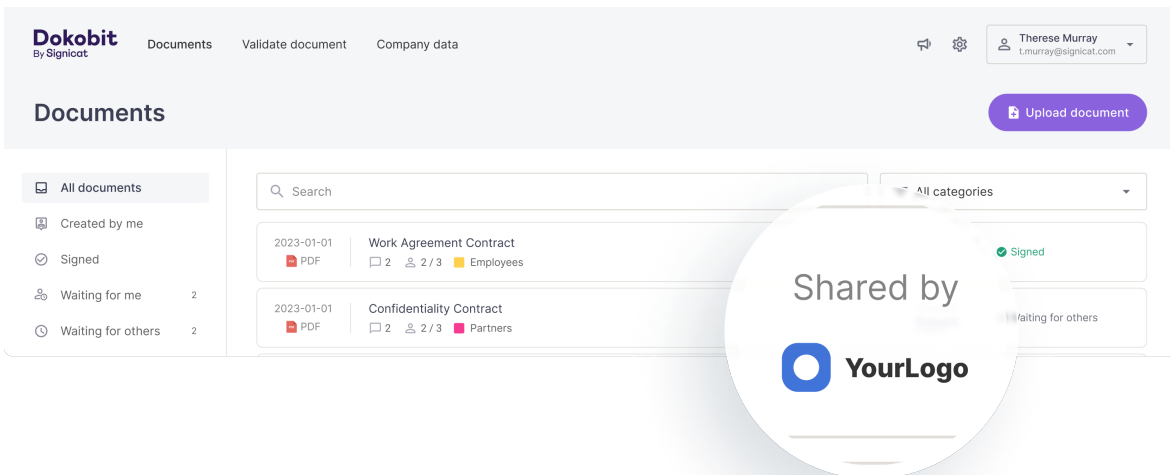 Dokobit
By Signicat
Documents
Validate document
Company data
Therese Murray
t.murray@signicat.com
Documents
Upload document
All documents
Created by me
Signed
Waiting for me 2
Waiting for others 2
Search
All categories
2023-01-01
PDF
Work Agreement Contract
2 2 / 3 Employees
Signed
2023-01-01
PDF
Confidentiality Contract
2 2 / 3 Partners
Waiting for others
Shared by
YourLogo